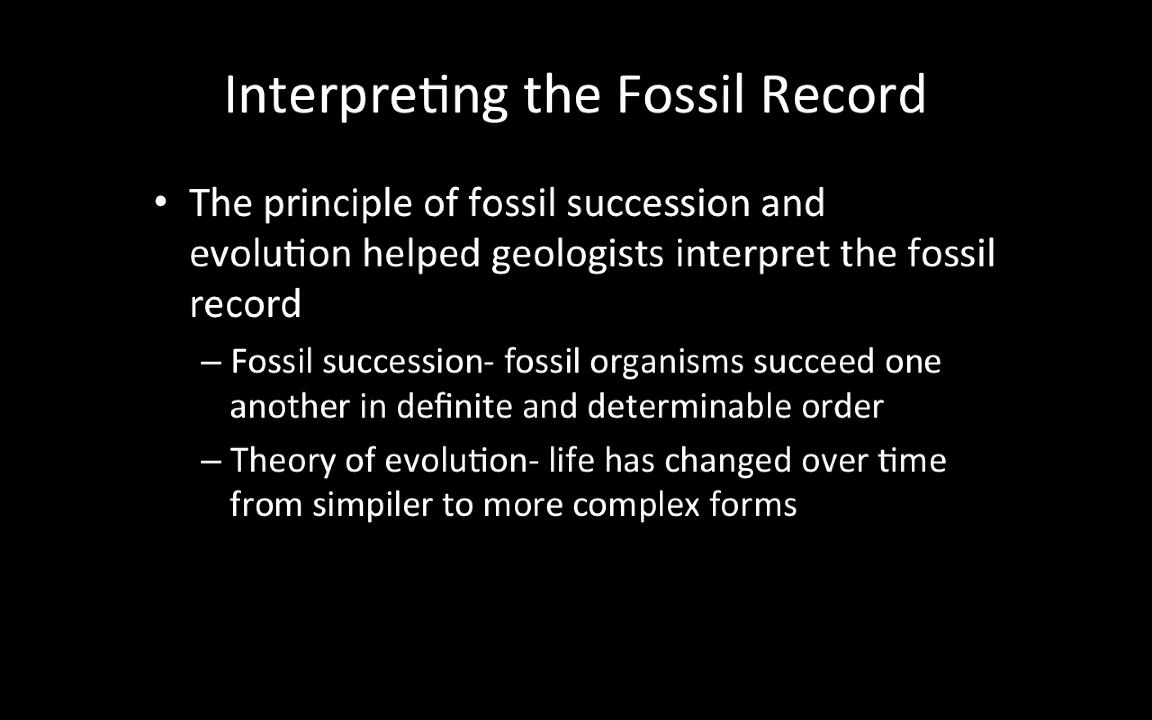 Interpreting the Fossil Record
• The principle of fossil succession and
evolution helped geologists interpret the fossil
record
– Fossil succession- fossil organisms succeed one
another in definite and determinable order
– Theory of evolution- life has changed over time
from simpiler to more complex forms